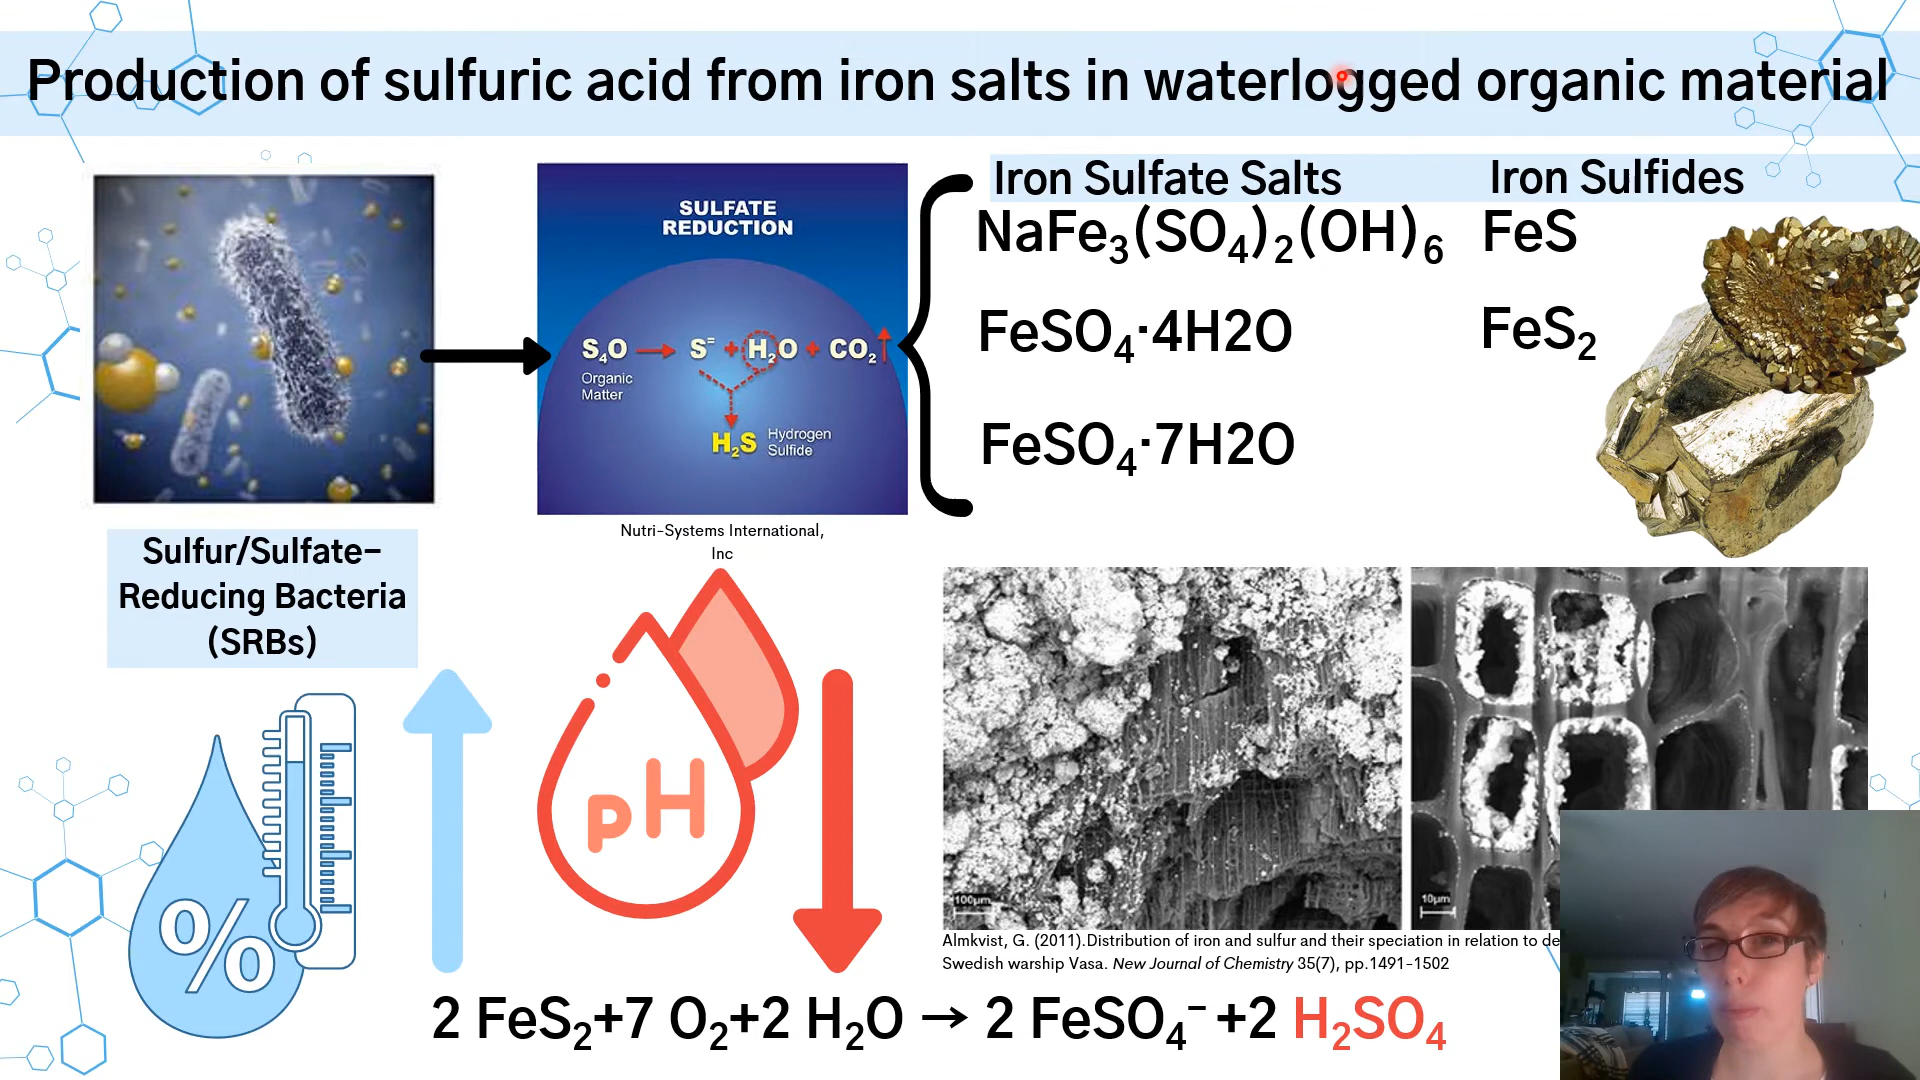 Production of sulfuric acid from iron salts in waterlogged organic material
SULFATE
REDUCTION
S₄O → S⁼ + H₂O + CO₂
Organic
Matter
H₂S Hydrogen
Sulfide
Nutri-Systems International,
Inc
Iron Sulfate Salts
NaFe₃(SO₄)₂(OH)₆
FeSO₄·4H2O
FeSO₄·7H2O
Iron Sulfides
FeS
FeS₂
Sulfur/Sulfate-
Reducing Bacteria
(SRBs)
%
pH
100µm
10µm
Almkvist, G. (2011).Distribution of iron and sulfur and their speciation in relation to de
Swedish warship Vasa. New Journal of Chemistry 35(7), pp.1491-1502
2 FeS₂+7 O₂+2 H₂O → 2 FeSO₄⁻ +2 H₂SO₄